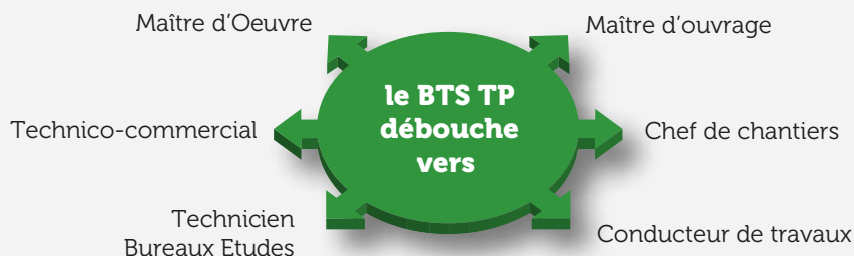 Maître d'Oeuvre
Maître d'ouvrage
le BTS TP
débouche
vers
Technico-commercial
Chef de chantiers
Technicien
Bureaux Etudes
Conducteur de travaux